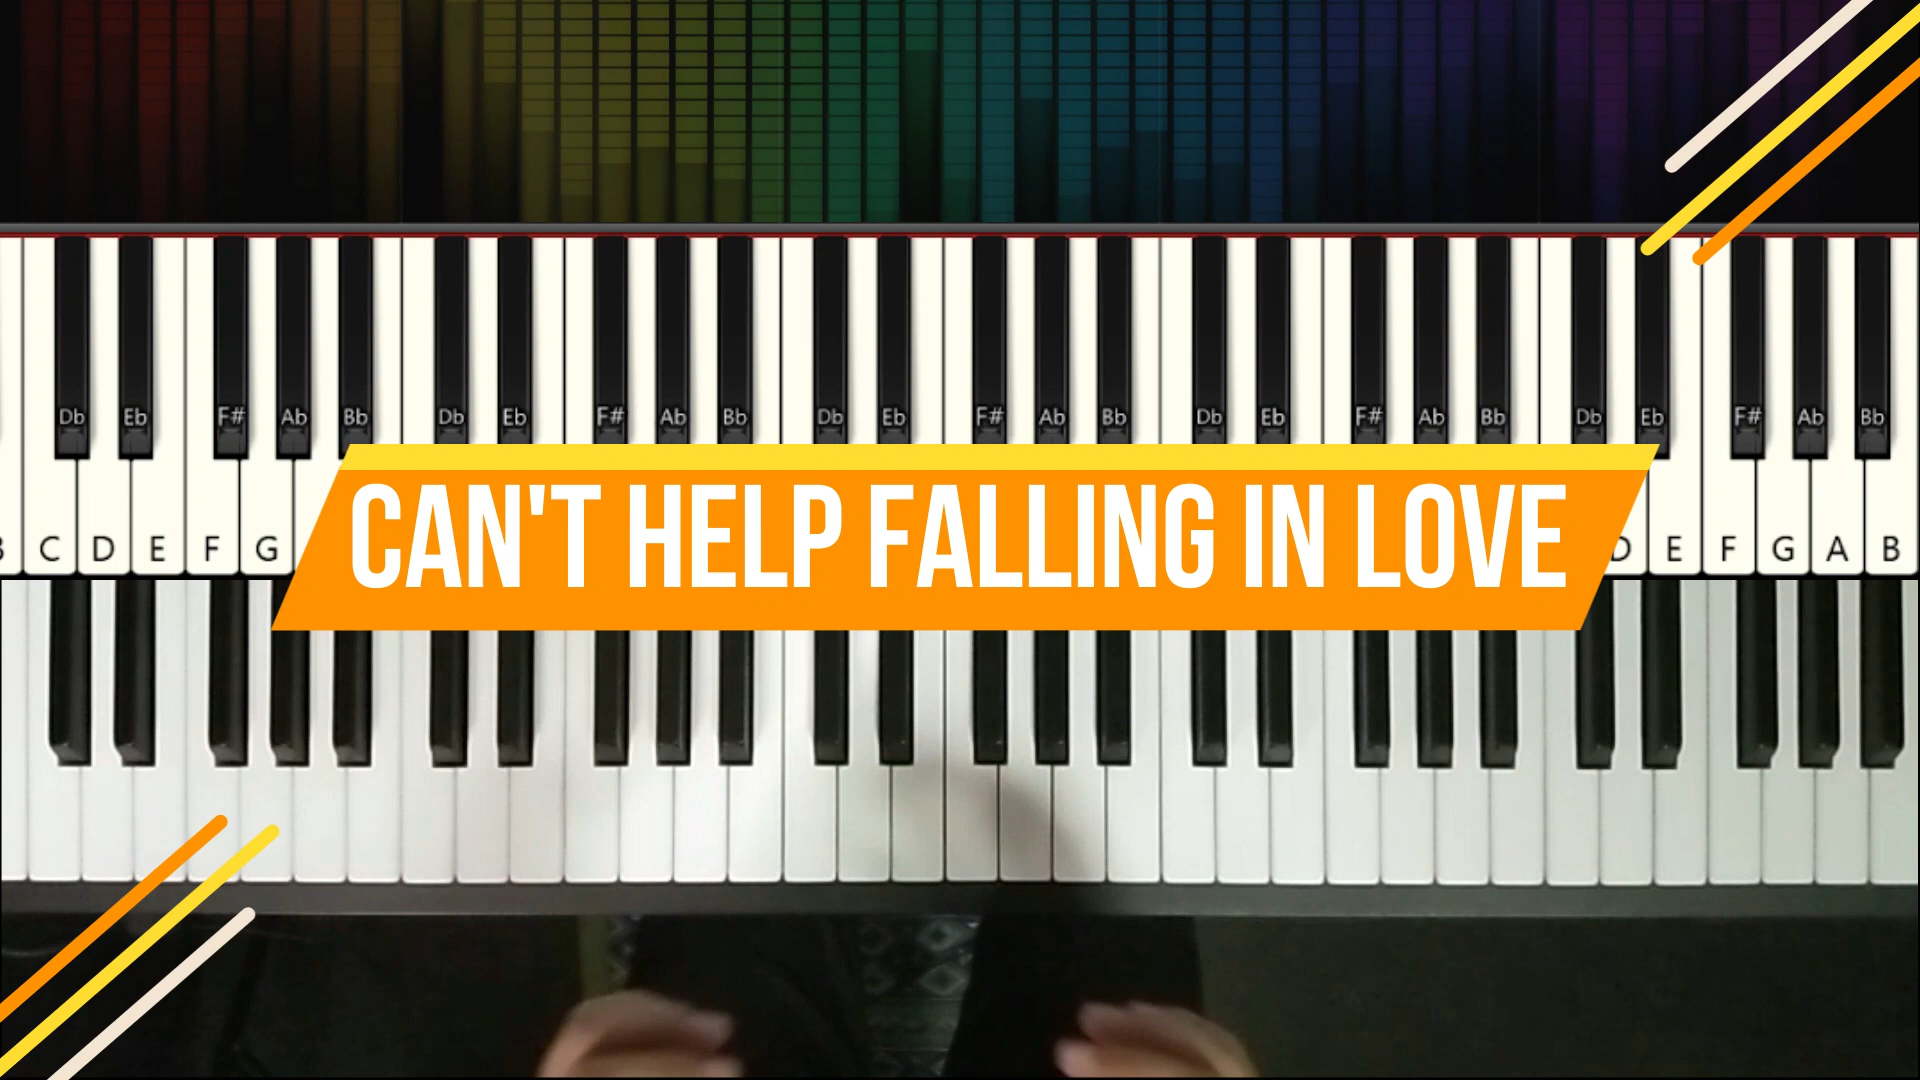 Db Eb F# Ab Bb Db Eb F# Ab Bb Db Eb F# Ab Bb Db Eb F# Ab Bb Db Eb F# Ab Bb
CAN'T HELP FALLING IN LOVE
B C D E F G D E F G A B